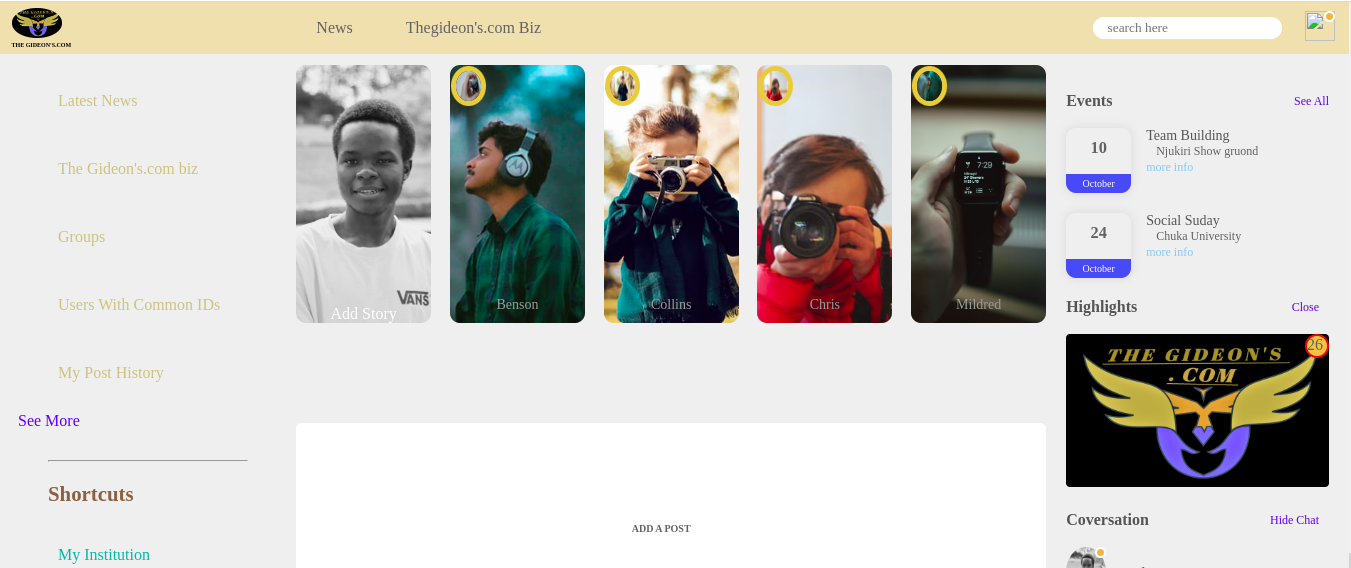 THE GIDEON'S
.COM
THE GIDEON'S.COM
News
Thegideon's.com Biz
search here
Latest News
The Gideon's.com biz
Groups
Users With Common IDs
My Post History
See More
Shortcuts
My Institution
VANS
Add Story
Benson
Collins
Chris
7:29
Mildred
ADD A POST
Events
See All
10
October
Team Building
Njukiri Show gruond
more info
24
October
Social Suday
Chuka University
more info
Highlights
Close
26
THE GIDEON'S
.COM
Coversation
Hide Chat